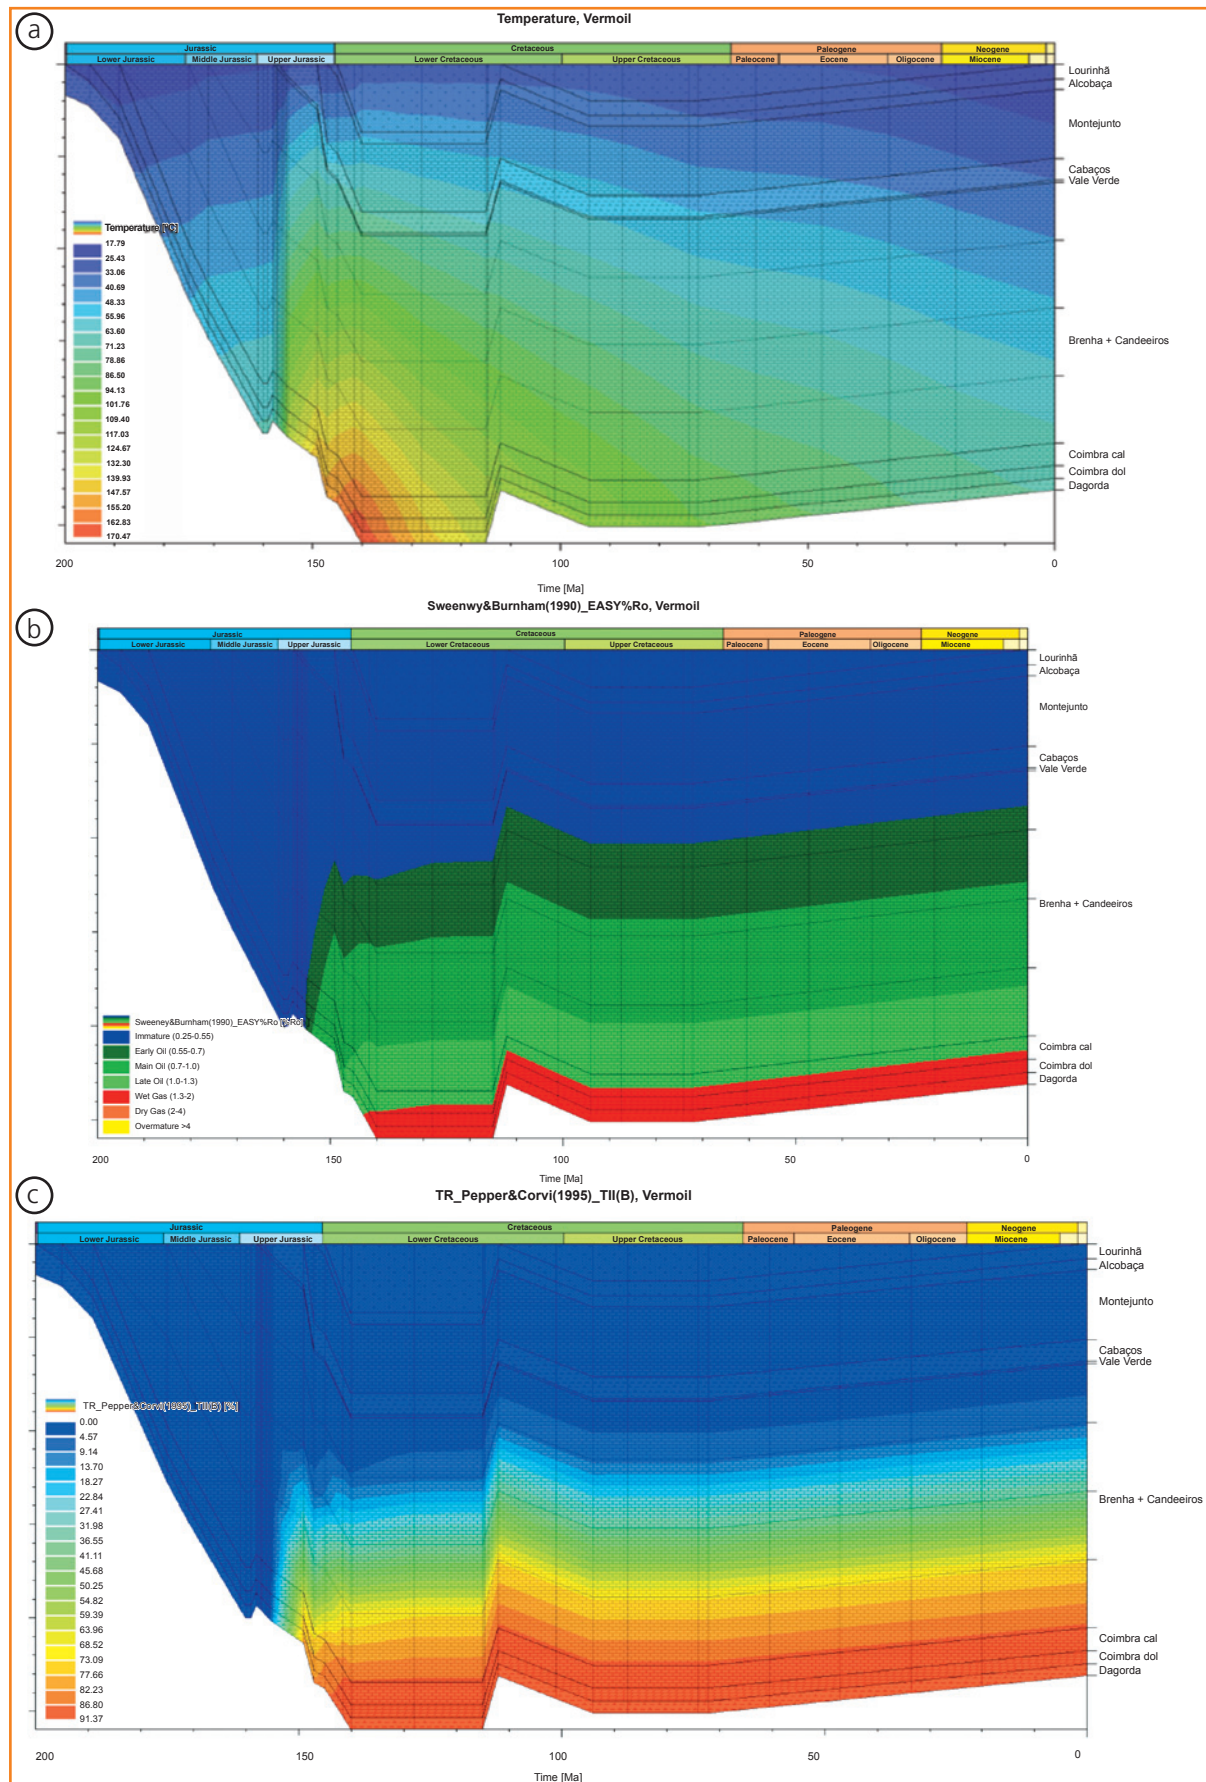 a
Temperature, Vermoil
Jurassic Cretaceous Paleogene Neogene
Lower Jurassic Middle Jurassic Upper Jurassic Lower Cretaceous Upper Cretaceous Paleocene Eocene Oligocene Miocene
Lourinhã
Alcobaça
Montejunto
Cabaços
Vale Verde
Brenha + Candeeiros
Coimbra cal
Coimbra dol
Dagorda
Temperature [°C]
17.79
25.43
33.06
40.69
48.33
55.96
63.60
71.23
78.86
86.50
94.13
101.76
109.40
117.03
124.67
132.30
139.93
147.57
155.20
162.83
170.47
200 150 100 50 0
Time [Ma]
b
Sweenwy&Burnham(1990)_EASY%Ro, Vermoil
Jurassic Cretaceous Paleogene Neogene
Lower Jurassic Middle Jurassic Upper Jurassic Lower Cretaceous Upper Cretaceous Paleocene Eocene Oligocene Miocene
Lourinhã
Alcobaça
Montejunto
Cabaços
Vale Verde
Brenha + Candeeiros
Coimbra cal
Coimbra dol
Dagorda
Sweeney&Burnham(1990)_EASY%Ro [%Ro]
Immature (0.25-0.55)
Early Oil (0.55-0.7)
Main Oil (0.7-1.0)
Late Oil (1.0-1.3)
Wet Gas (1.3-2)
Dry Gas (2-4)
Overmature >4
200 150 100 50 0
Time [Ma]
c
TR_Pepper&Corvi(1995)_TII(B), Vermoil
Jurassic Cretaceous Paleogene Neogene
Lower Jurassic Middle Jurassic Upper Jurassic Lower Cretaceous Upper Cretaceous Paleocene Eocene Oligocene Miocene
Lourinhã
Alcobaça
Montejunto
Cabaços
Vale Verde
Brenha + Candeeiros
Coimbra cal
Coimbra dol
Dagorda
TR_Pepper&Corvi(1995)_TII(B) [%]
0.00
4.57
9.14
13.70
18.27
22.84
27.41
31.98
36.55
41.11
45.68
50.25
54.82
59.39
63.96
68.52
73.09
77.66
82.23
86.80
91.37
200 150 100 50 0
Time [Ma]